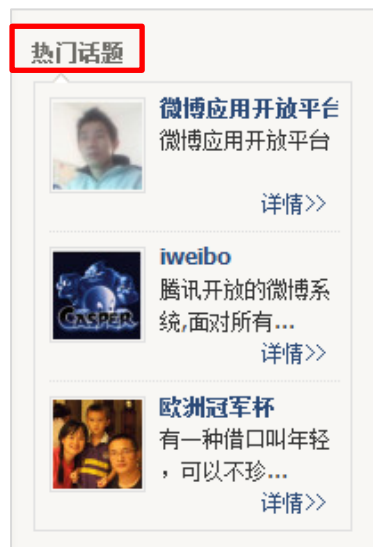 热门话题
微博应用开放平台
微博应用开放平台
详情>>
iweibo
腾讯开放的微博系
统,面对所有...
详情>>
CASPER
欧洲冠军杯
有一种借口叫年轻
，可以不珍...
详情>>